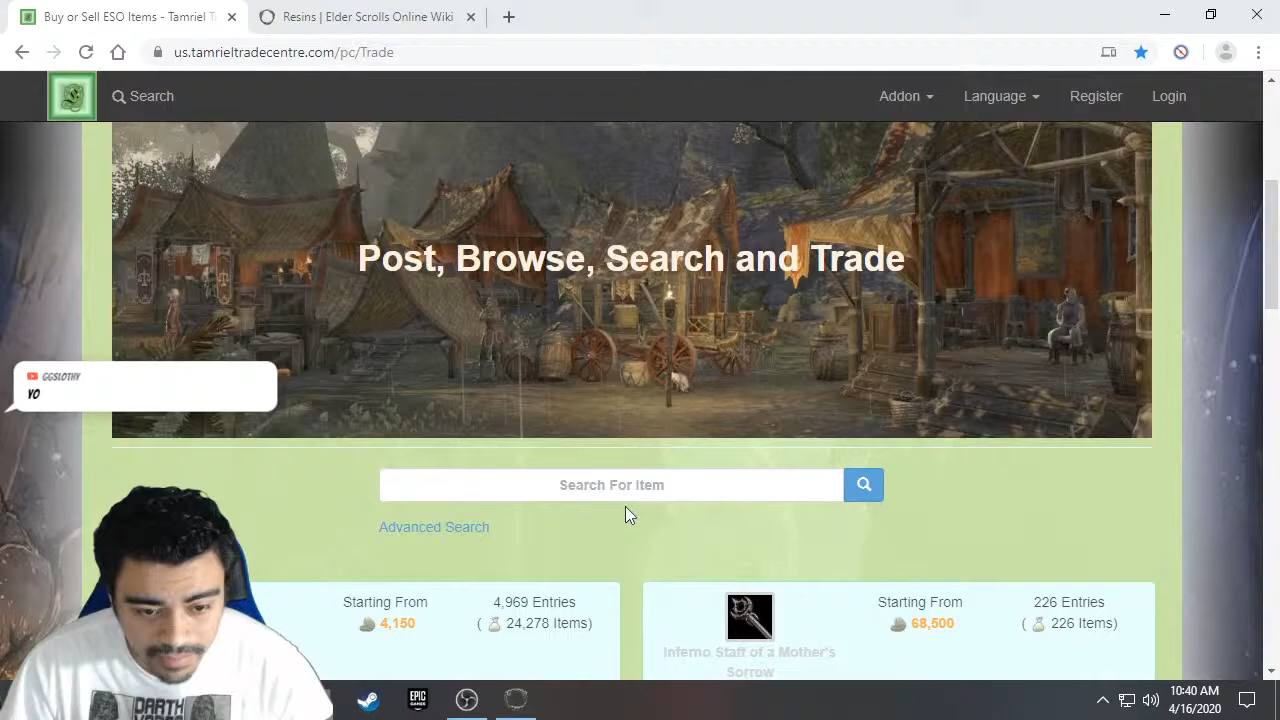 Buy or Sell ESO Items - Tamriel T
Resins | Elder Scrolls Online Wiki
us.tamrieltradecentre.com/pc/Trade
Search
Addon
Language
Register
Login
Post, Browse, Search and Trade
GGSLOTHY
YO
Search For Item
Advanced Search
Starting From
4,969 Entries
4,150
( 24,278 Items)
Starting From
226 Entries
68,500
( 226 Items)
Inferno Staff of a Mother's
Sorrow
DARTH
EPIC
GAMES
10:40 AM
4/16/2020